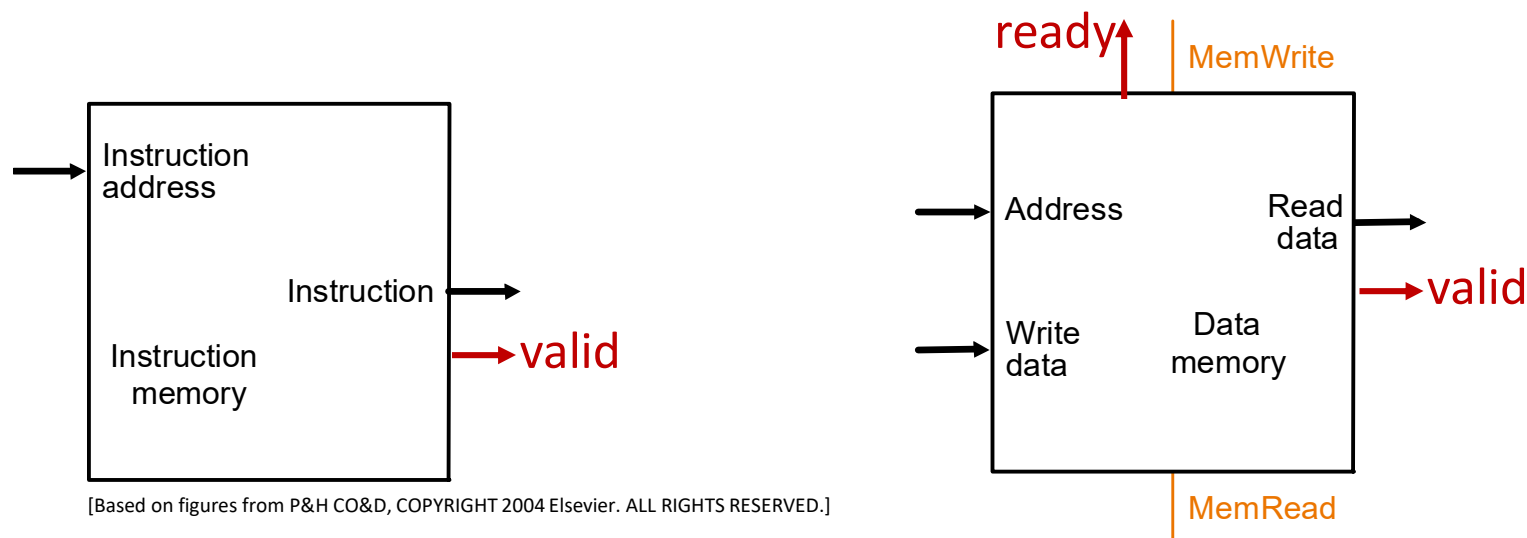 Instruction
address
Instruction
valid
Instruction
memory
[Based on figures from P&H CO&D, COPYRIGHT 2004 Elsevier. ALL RIGHTS RESERVED.]
ready
MemWrite
Address
Read
data
valid
Write
data
Data
memory
MemRead